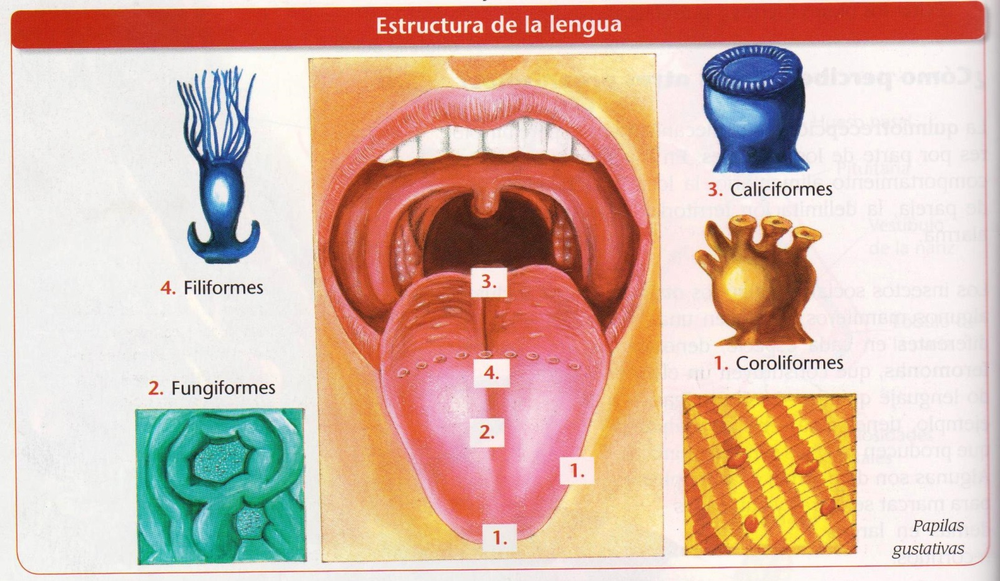 Estructura de la lengua
4. Filiformes
2. Fungiformes
3.
4.
2.
1.
1.
3. Caliciformes
1. Coroliformes
Papilas
gustativas